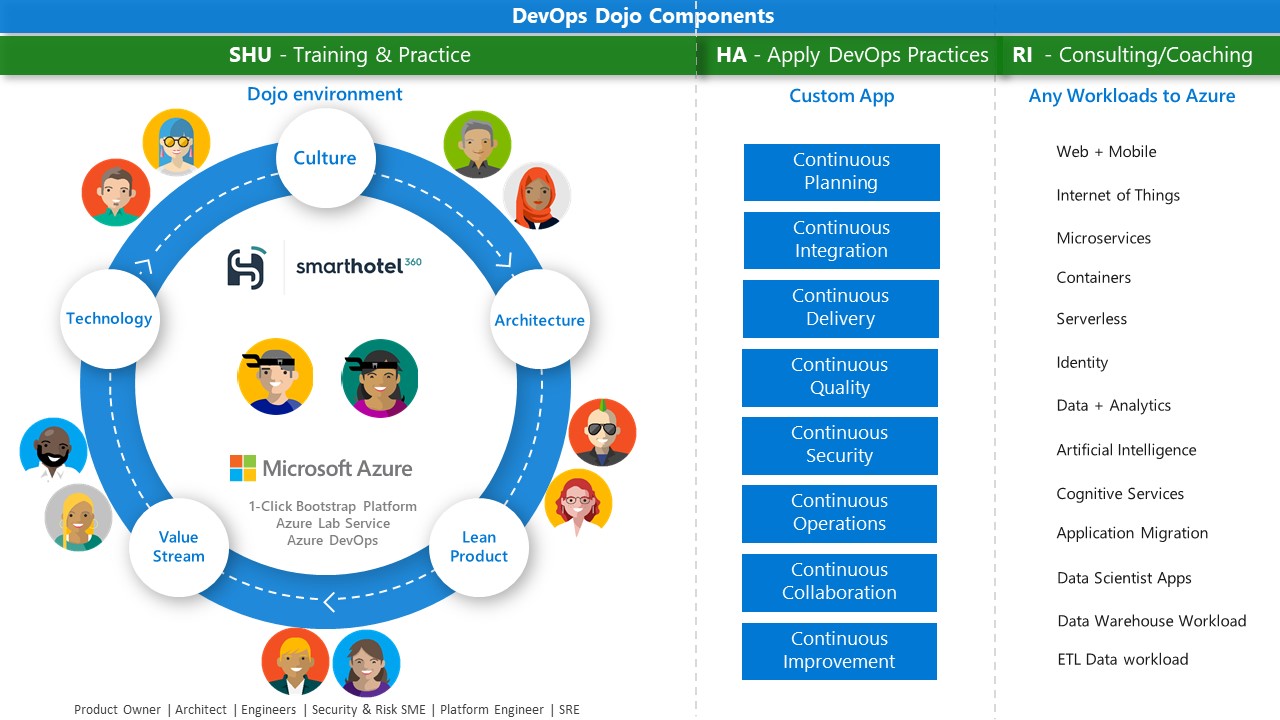 DevOps Dojo Components
SHU - Training & Practice
HA - Apply DevOps Practices
RI - Consulting/Coaching
Dojo environment
Culture
Technology
smarthotel360
Architecture
Microsoft Azure
1-Click Bootstrap Platform
Azure Lab Service
Azure DevOps
Value
Stream
Lean
Product
Product Owner | Architect | Engineers | Security & Risk SME | Platform Engineer | SRE
Custom App
Continuous
Planning
Continuous
Integration
Continuous
Delivery
Continuous
Quality
Continuous
Security
Continuous
Operations
Continuous
Collaboration
Continuous
Improvement
Any Workloads to Azure
Web + Mobile
Internet of Things
Microservices
Containers
Serverless
Identity
Data + Analytics
Artificial Intelligence
Cognitive Services
Application Migration
Data Scientist Apps
Data Warehouse Workload
ETL Data workload